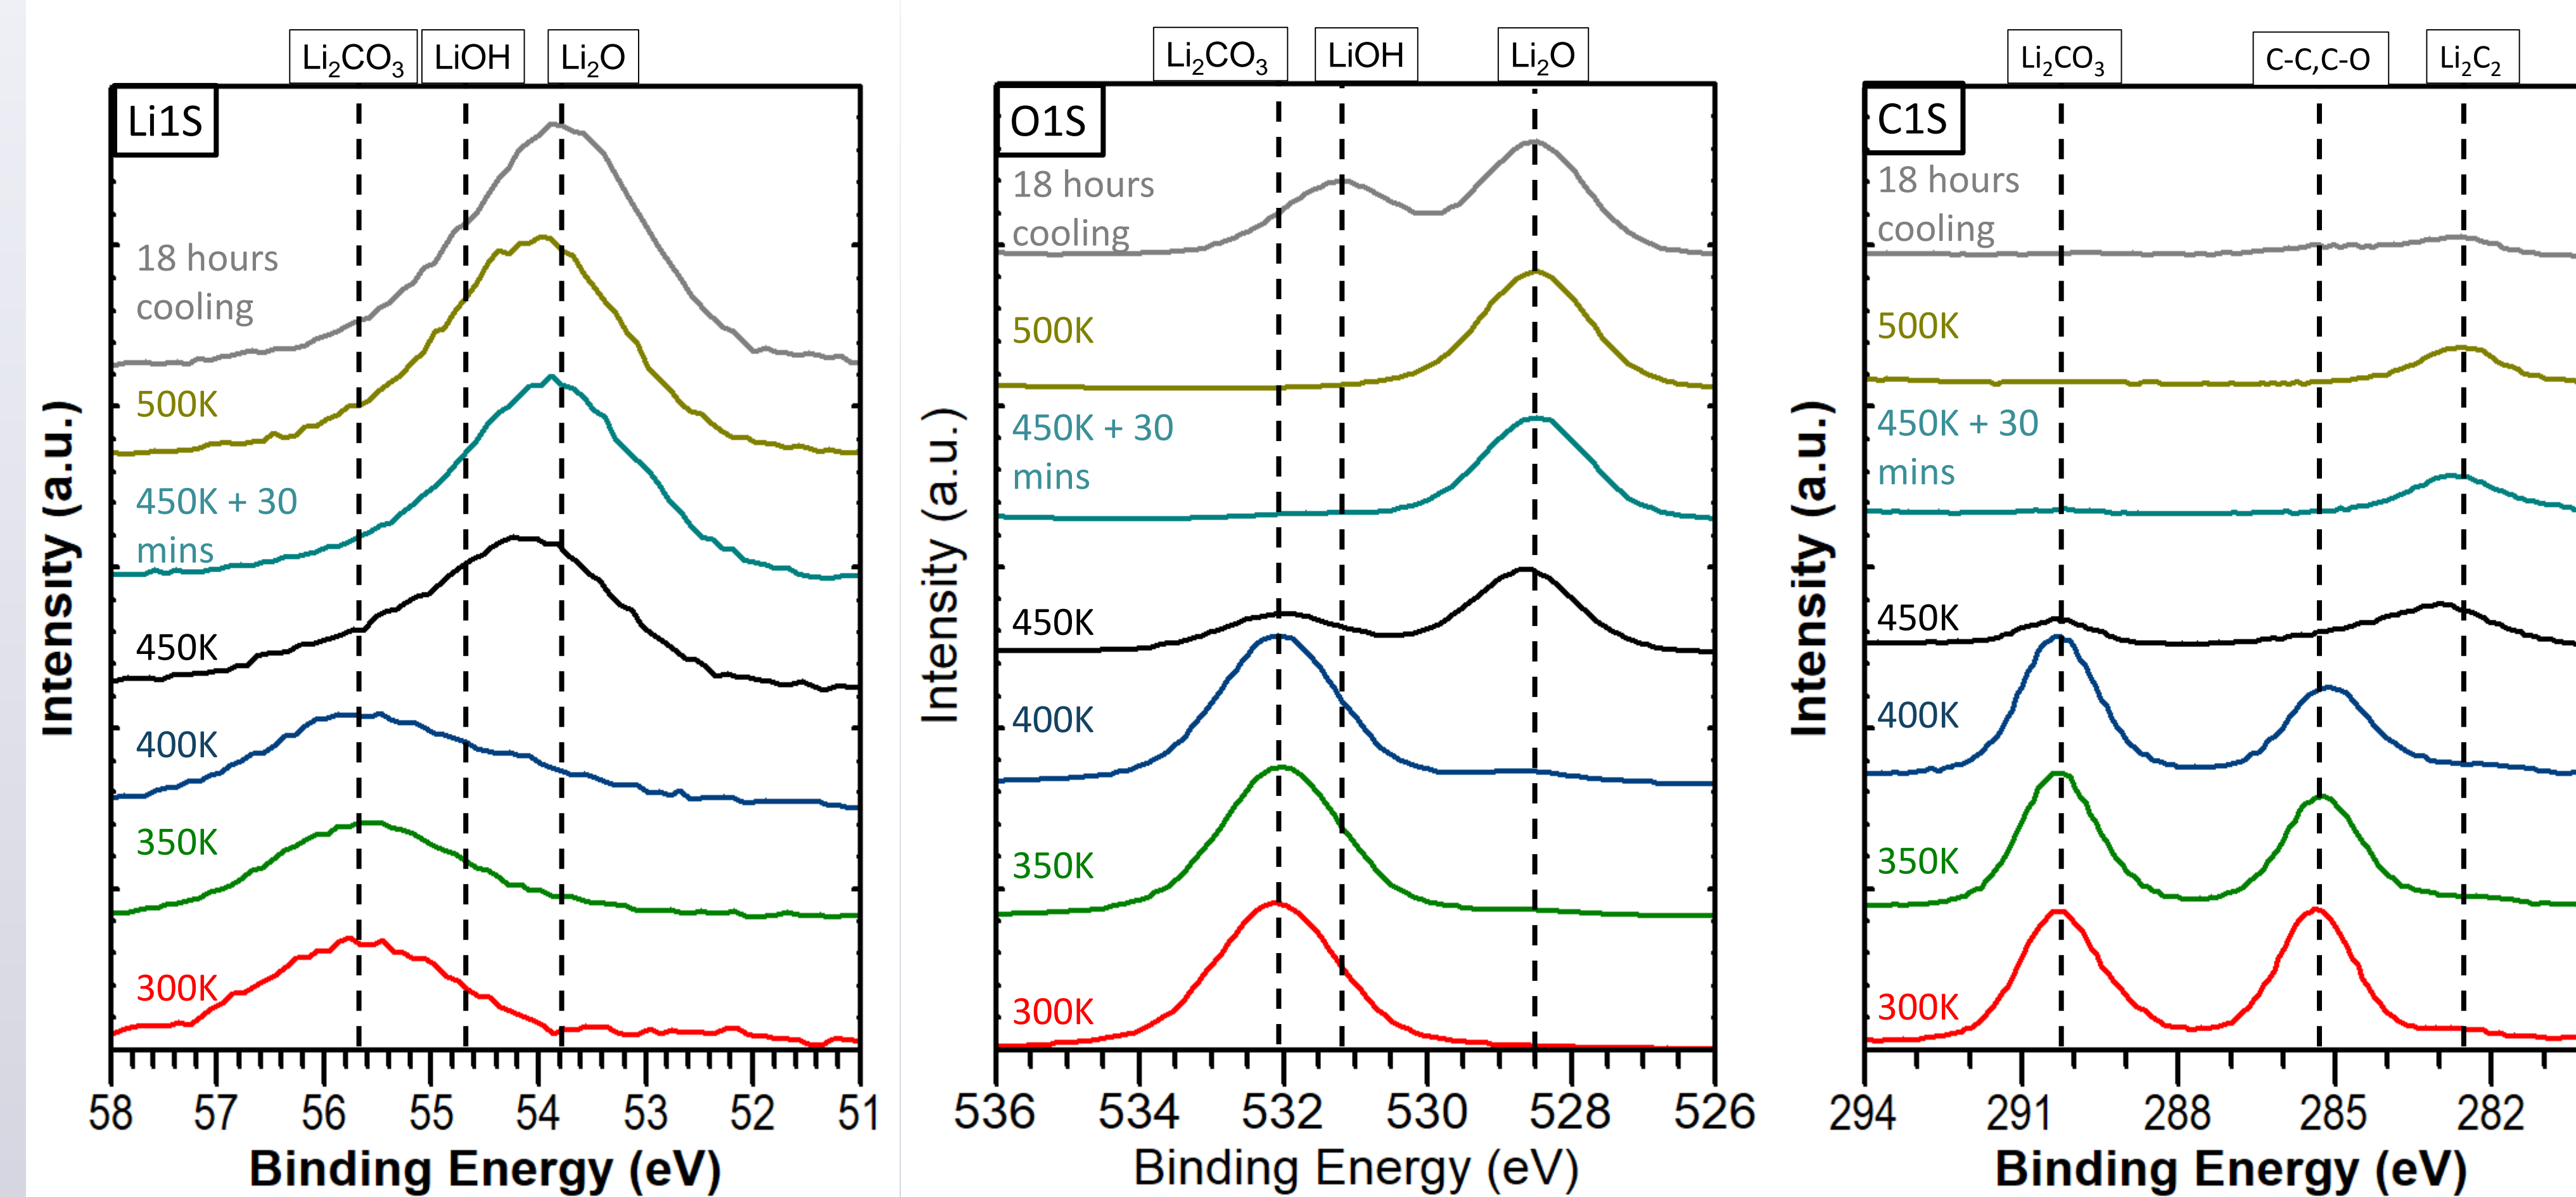 Li₂CO₃ LiOH Li₂O
Li1S
18 hours
cooling
500K
450K + 30
mins
450K
400K
350K
300K
58 57 56 55 54 53 52 51
Binding Energy (eV)
Intensity (a.u.)
Li₂CO₃ LiOH Li₂O
O1S
18 hours
cooling
500K
450K + 30
mins
450K
400K
350K
300K
536 534 532 530 528 526
Binding Energy (eV)
Intensity (a.u.)
Li₂CO₃ C-C,C-O Li₂C₂
C1S
18 hours
cooling
500K
450K + 30
mins
450K
400K
350K
300K
294 291 288 285 282
Binding Energy (eV)
Intensity (a.u.)